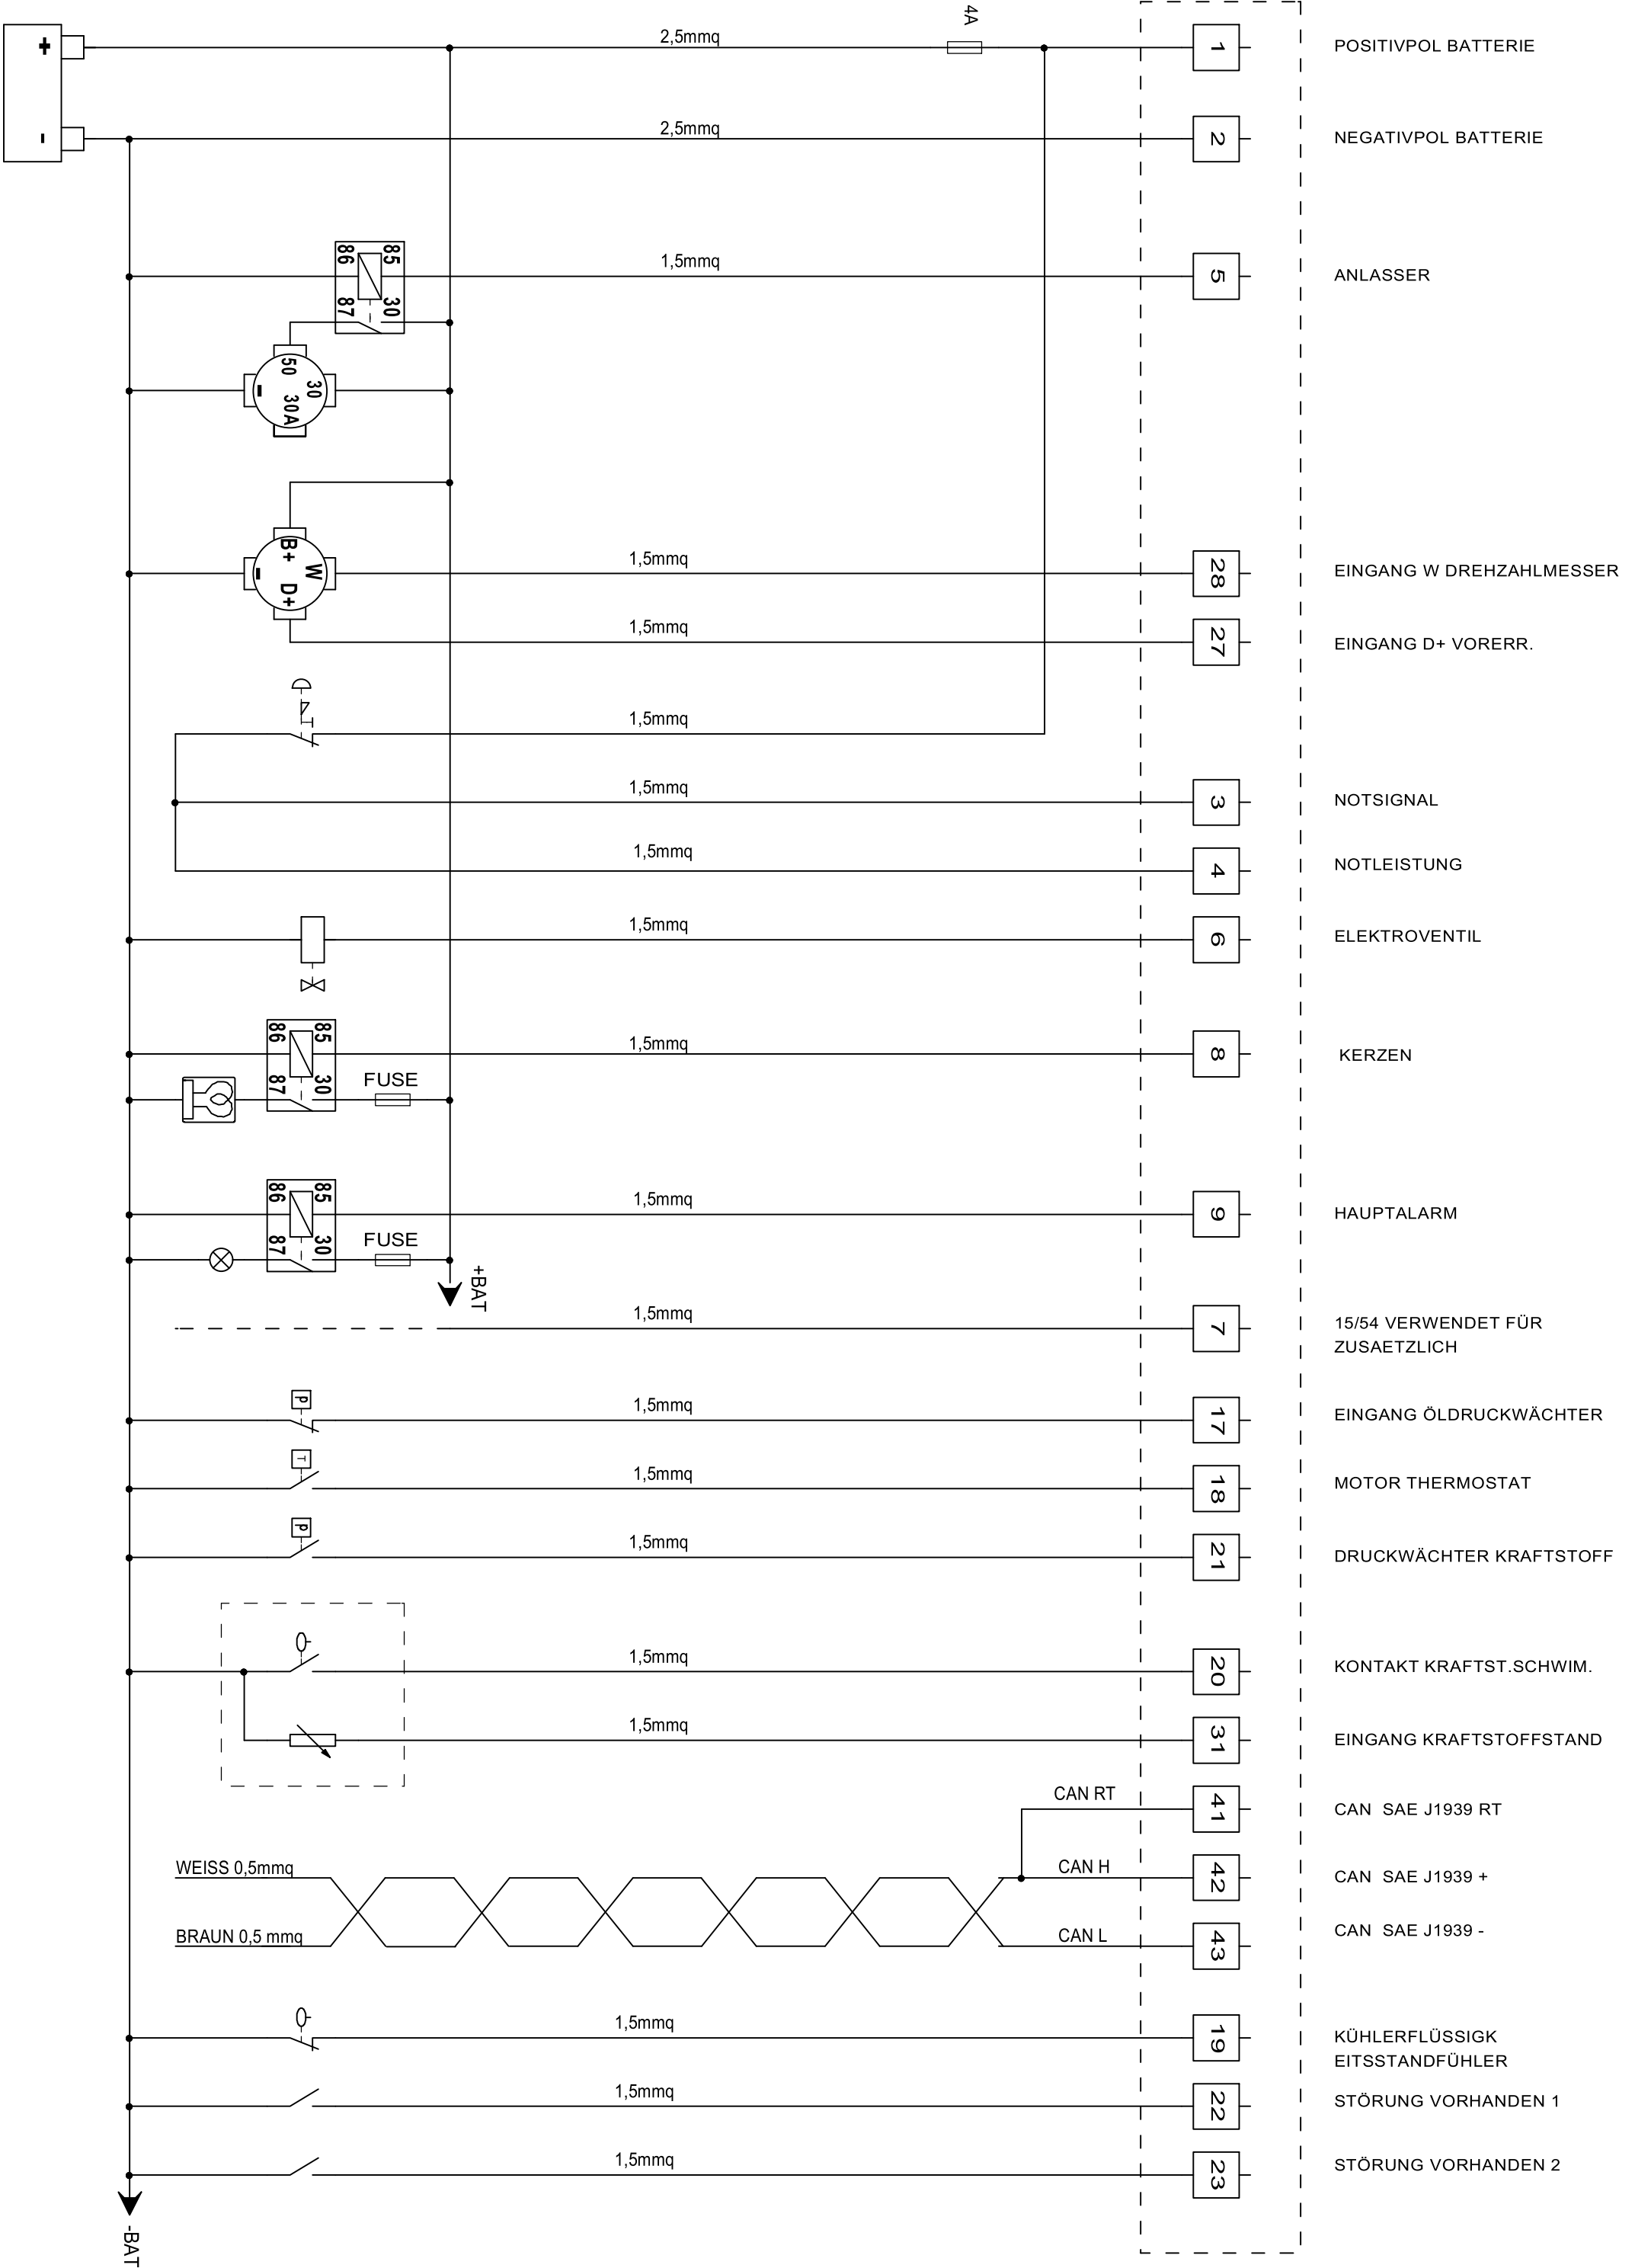 4A
+
2,5mmq
1
POSITIVPOL BATTERIE
-
2,5mmq
2
NEGATIVPOL BATTERIE
86 85
87 30
1,5mmq
5
ANLASSER
50
30
-
30A
B+
W
-
D+
1,5mmq
28
EINGANG W DREHZAHLMESSER
1,5mmq
27
EINGANG D+ VORERR.
1,5mmq
1,5mmq
3
NOTSIGNAL
1,5mmq
4
NOTLEISTUNG
1,5mmq
6
ELEKTROVENTIL
86 85
87 30
1,5mmq
8
KERZEN
FUSE
86 85
87 30
1,5mmq
9
HAUPTALARM
FUSE
+BAT
1,5mmq
7
15/54 VERWENDET FÜR
ZUSAETZLICH
P
1,5mmq
17
EINGANG ÖLDRUCKWÄCHTER
T
1,5mmq
18
MOTOR THERMOSTAT
P
1,5mmq
21
DRUCKWÄCHTER KRAFTSTOFF
1,5mmq
20
KONTAKT KRAFTST.SCHWIM.
1,5mmq
31
EINGANG KRAFTSTOFFSTAND
CAN RT
41
CAN SAE J1939 RT
WEISS 0,5mmq
CAN H
42
CAN SAE J1939 +
BRAUN 0,5 mmq
CAN L
43
CAN SAE J1939 -
1,5mmq
19
KÜHLERFLÜSSIGK
EITSSTANDFÜHLER
1,5mmq
22
STÖRUNG VORHANDEN 1
1,5mmq
23
STÖRUNG VORHANDEN 2
-BAT